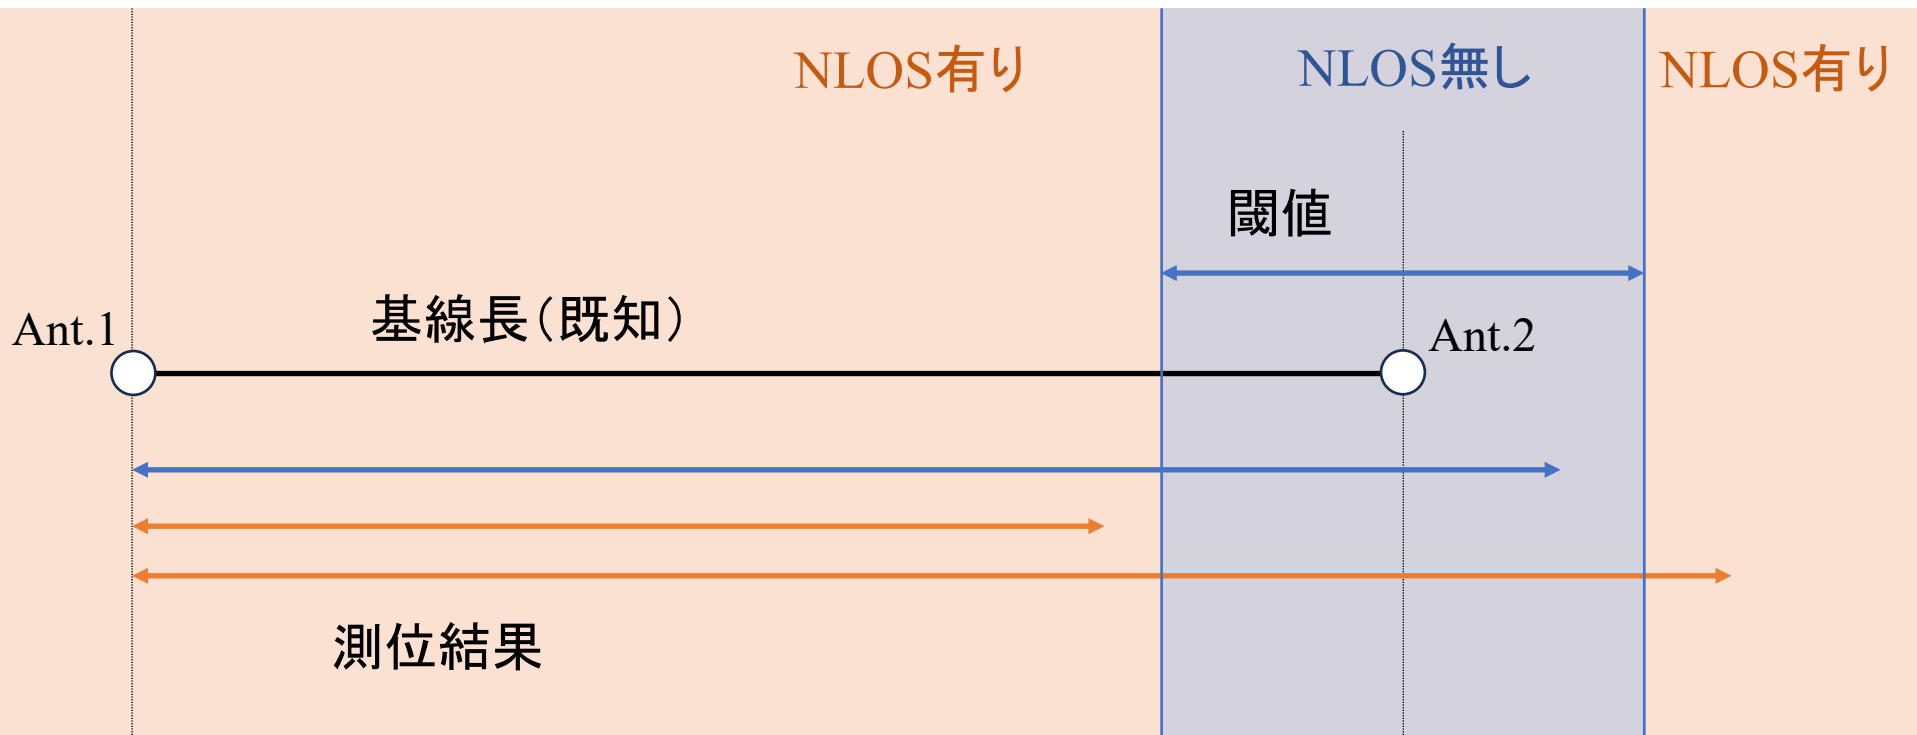 NLOS有り
NLOS無し
NLOS有り
閾値
基線長(既知)
Ant.1
Ant.2
測位結果